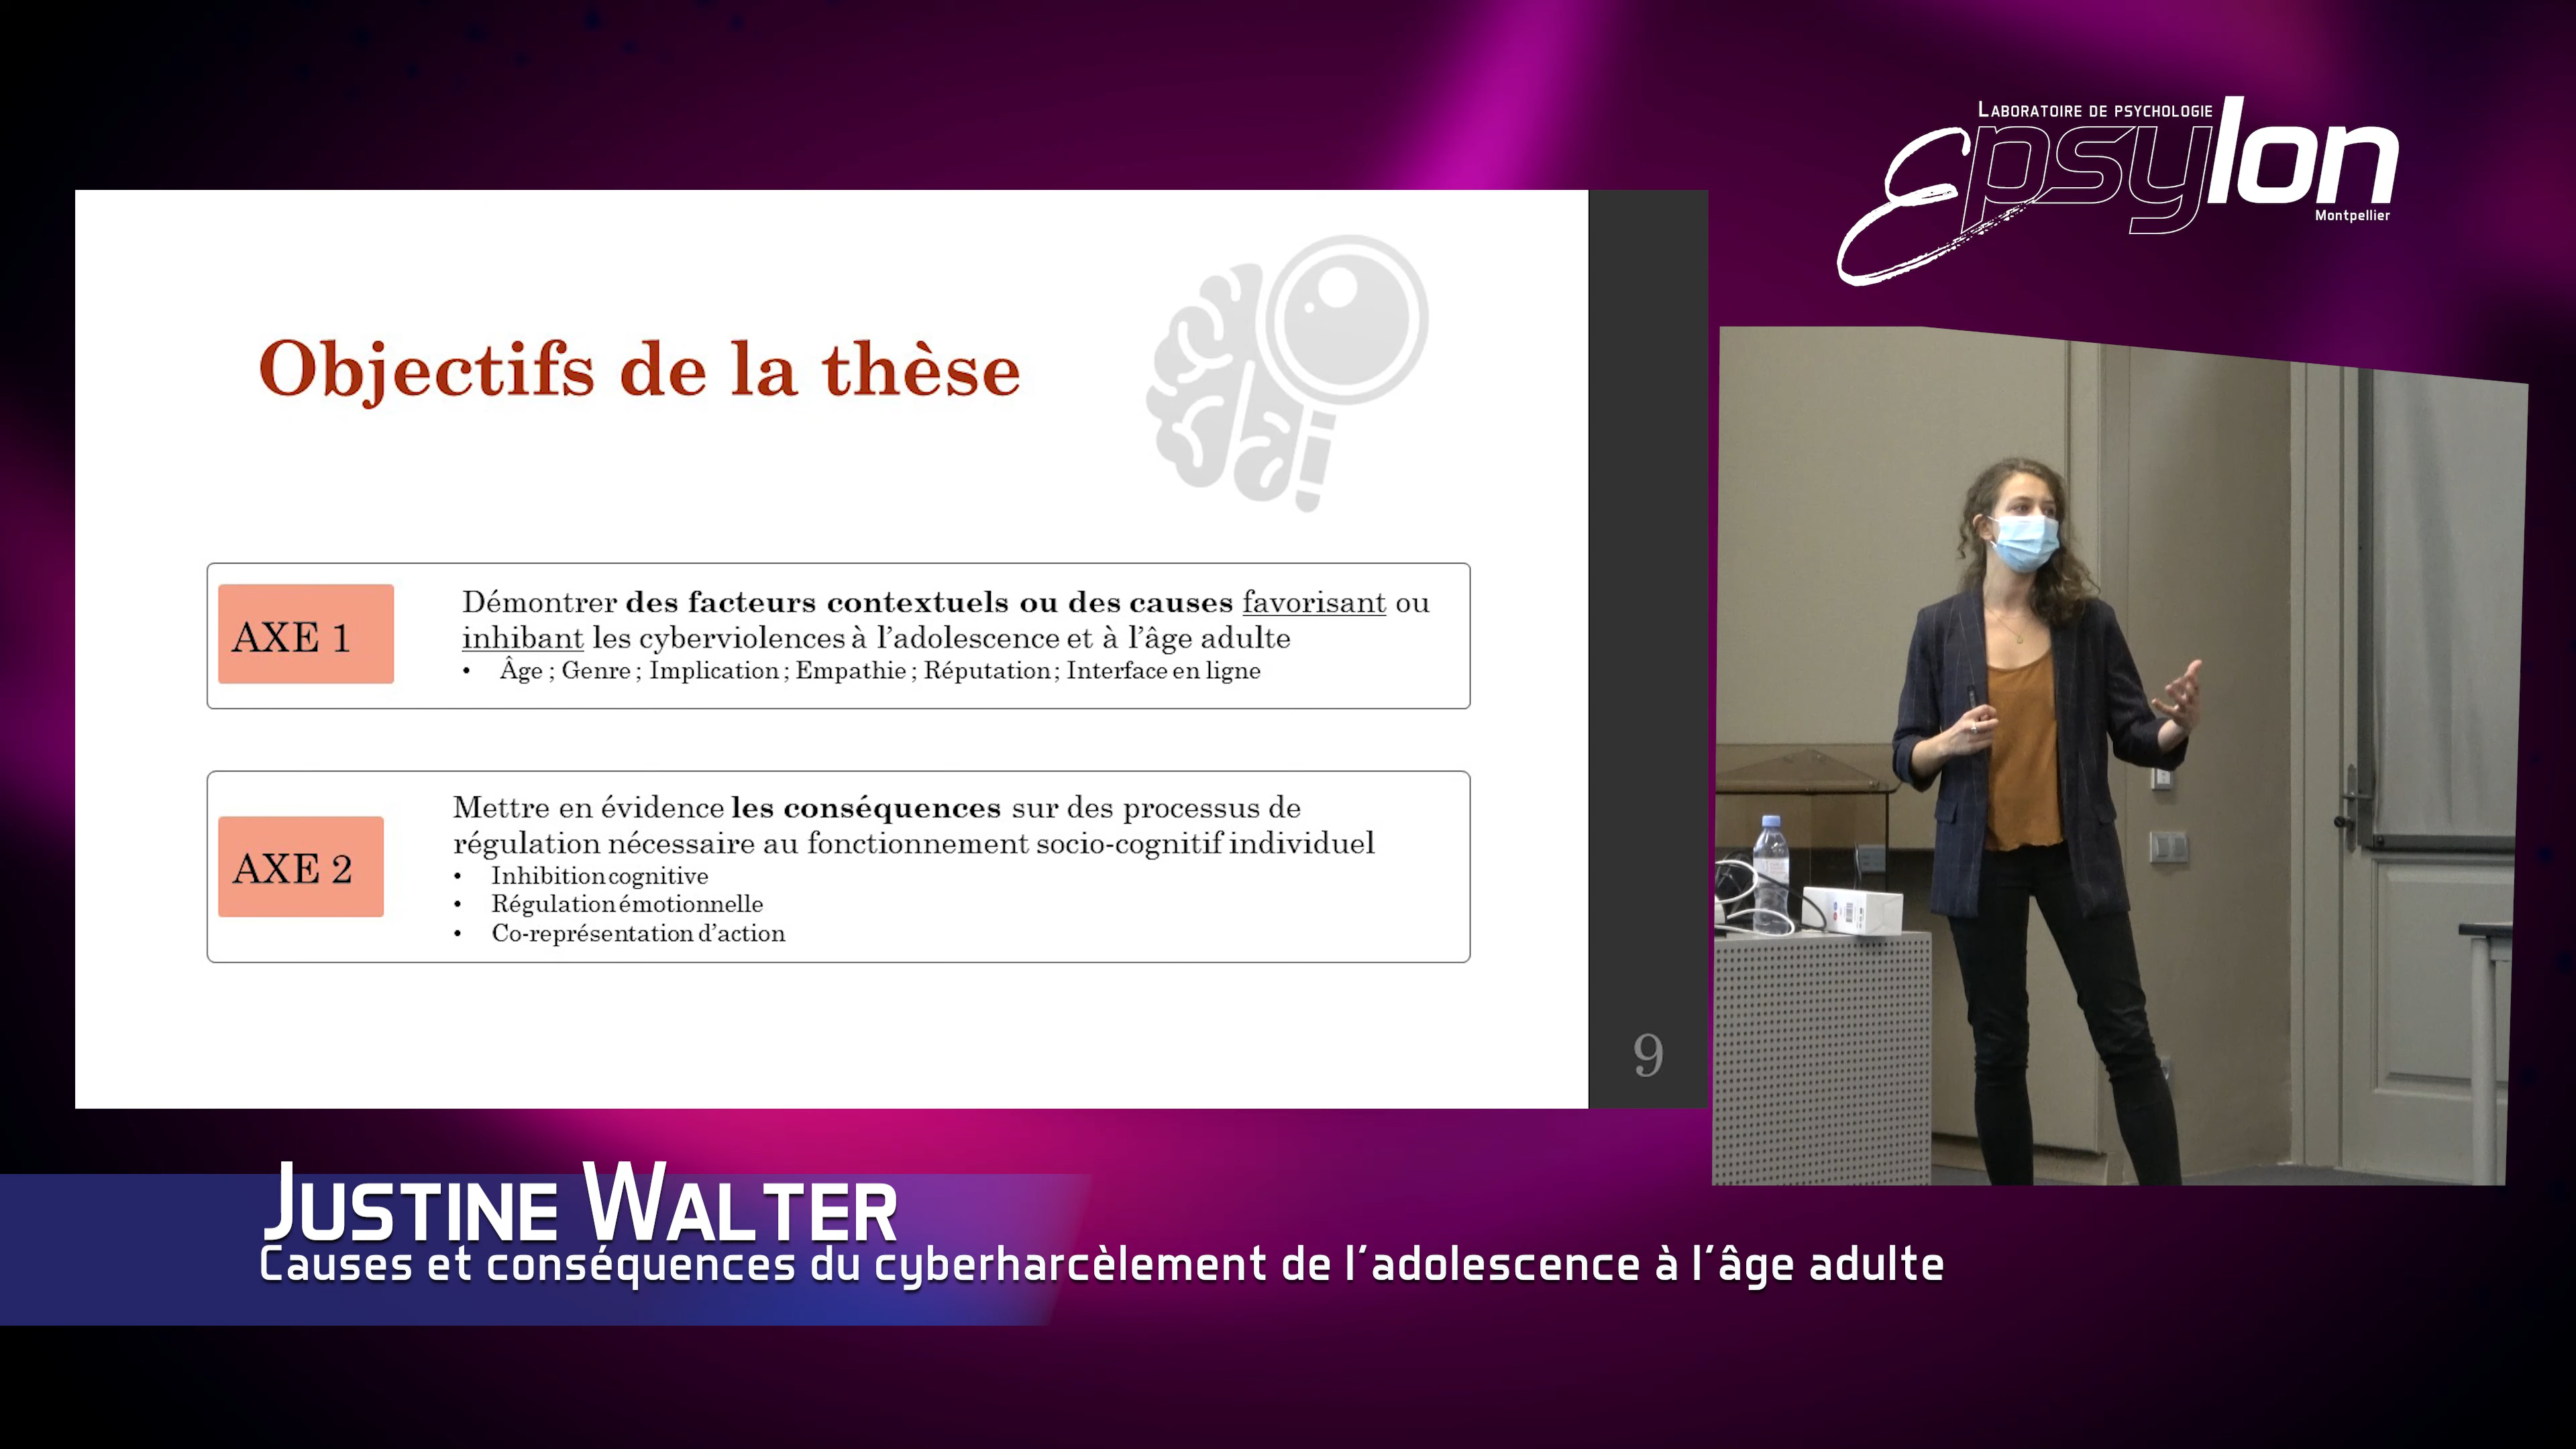 LABORATOIRE DE PSYCHOLOGIE
Epsylon
Montpellier
Objectifs de la thèse
AXE 1
Démontrer des facteurs contextuels ou des causes favorisant ou
inhibant les cyberviolences à l'adolescence et à l'âge adulte
• Âge ; Genre ; Implication ; Empathie ; Réputation ; Interface en ligne
AXE 2
Mettre en évidence les conséquences sur des processus de
régulation nécessaire au fonctionnement socio-cognitif individuel
• Inhibition cognitive
• Régulation émotionnelle
• Co-représentation d'action
9
JUSTINE WALTER
Causes et conséquences du cyberharcèlement de l'adolescence à l'âge adulte